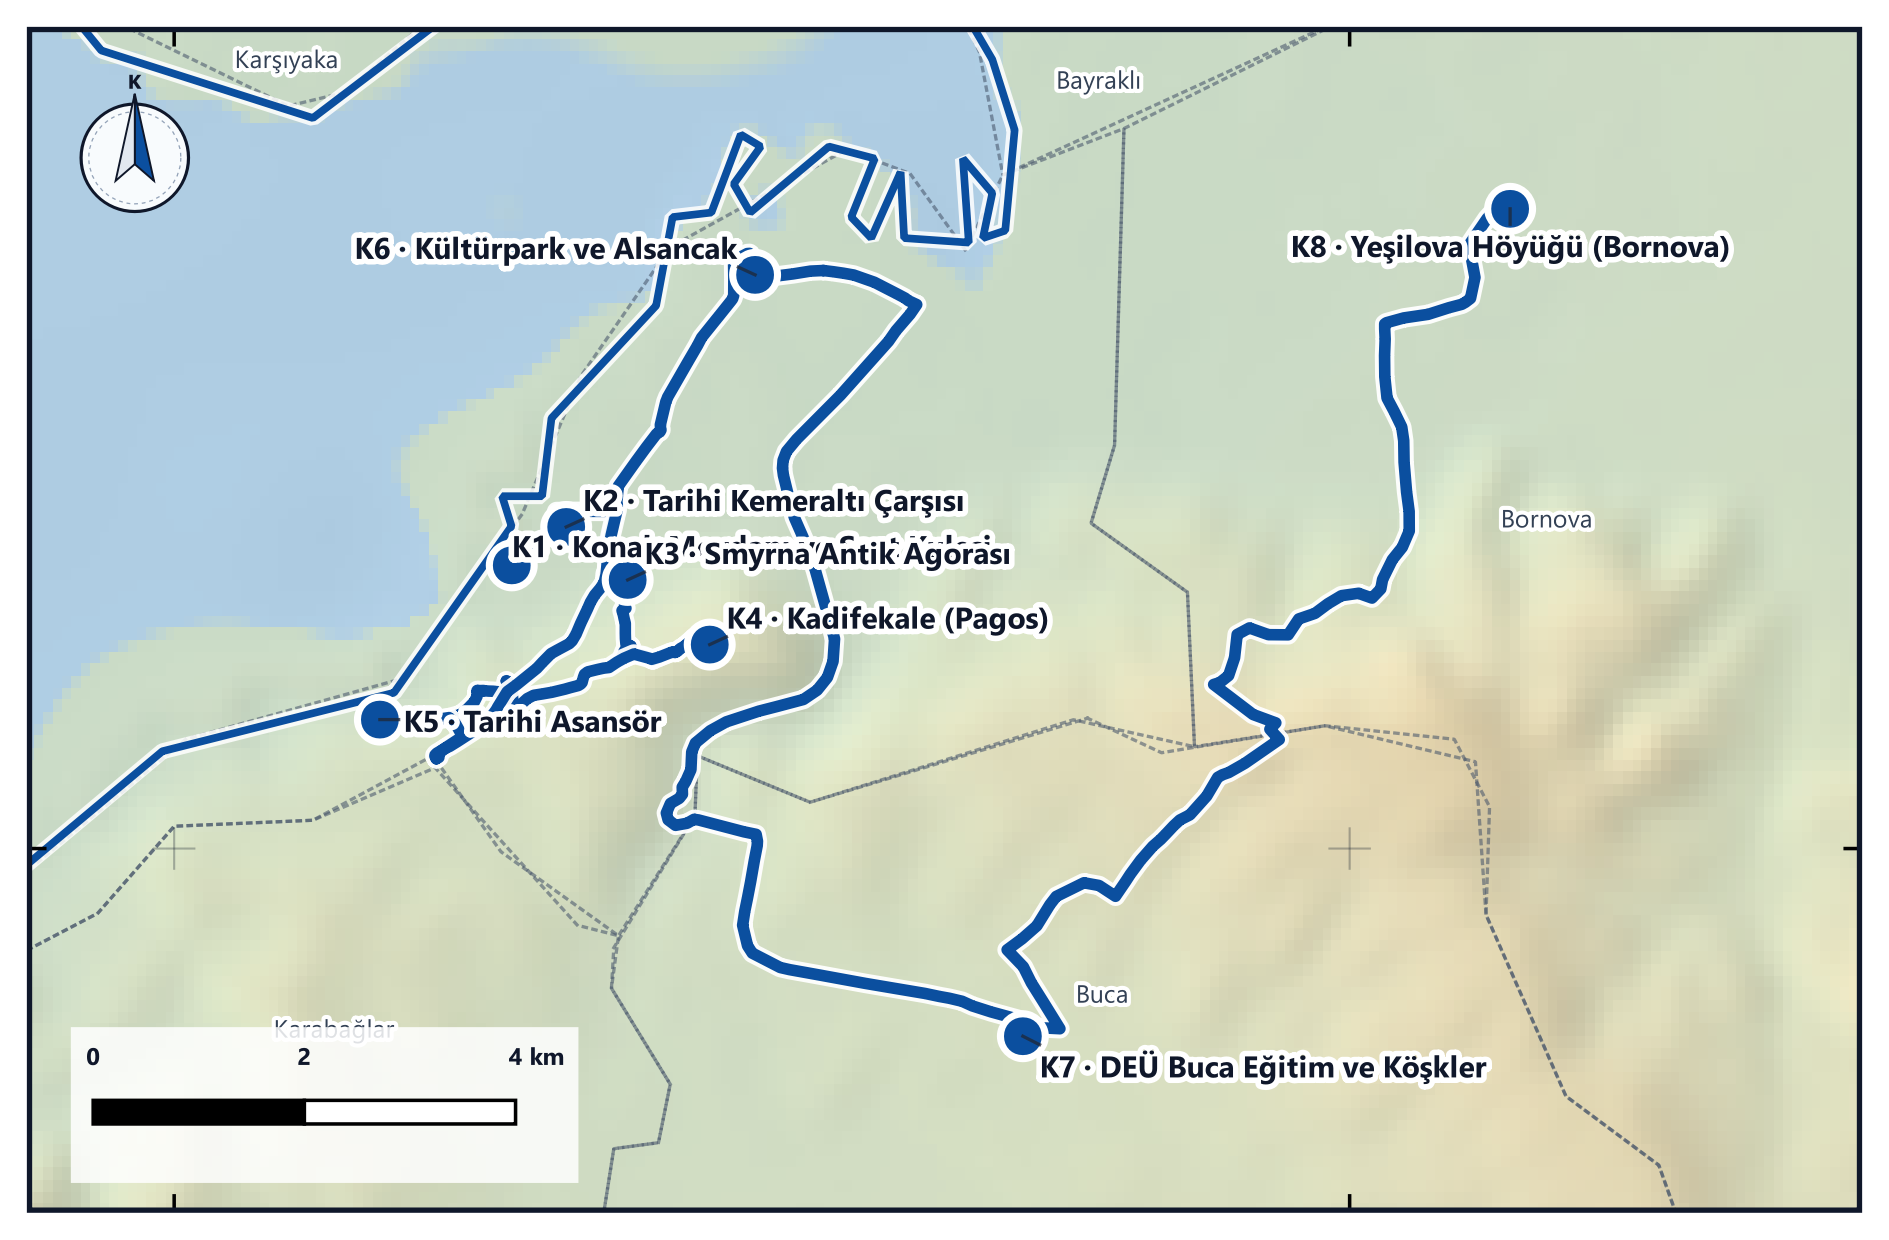 Karşıyaka
Bayraklı
K
K6 · Kültürpark ve Alsancak
K8 · Yeşilova Höyüğü (Bornova)
K2 · Tarihi Kemeraltı Çarşısı
Bornova
K1 · Konak
K3 · Smyrna Antik Agorası
K4 · Kadifekale (Pagos)
K5 · Tarihi Asansör
Buca
Karabağlar
0 2 4 km
K7 · DEÜ Buca Eğitim ve Köşkler